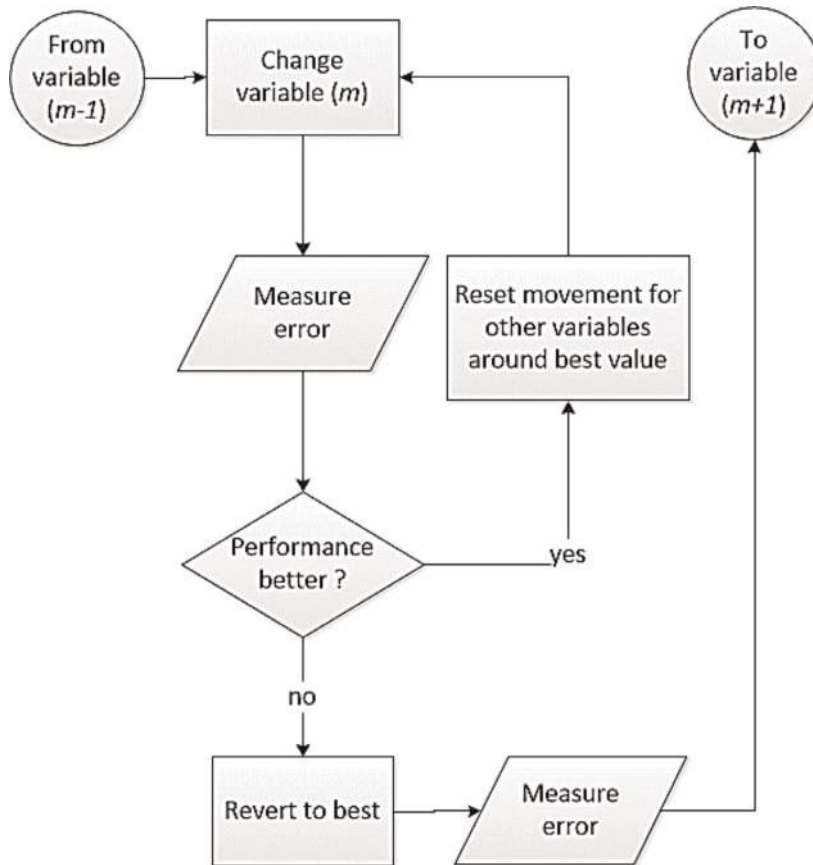 From
variable
(m-1)
Change
variable (m)
To
variable
(m+1)
Measure
error
Reset movement for
other variables
around best value
Performance
better ?
yes
no
Revert to best
Measure
error